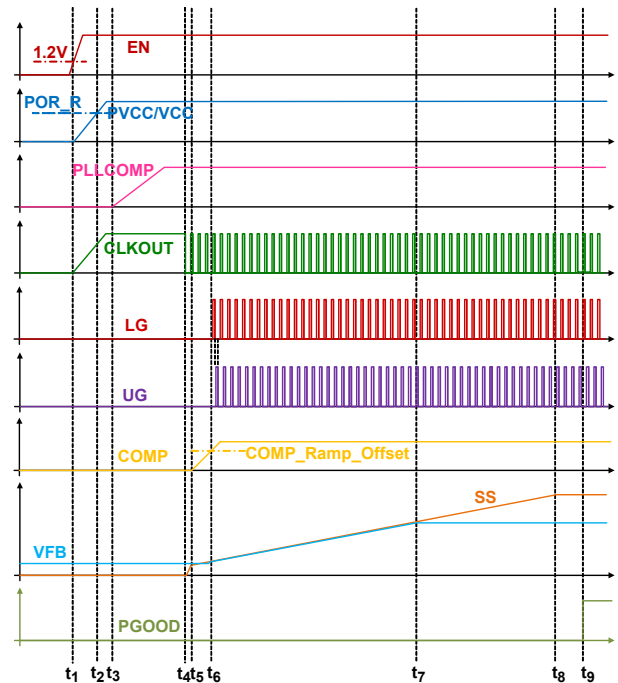 1.2V
EN
POR_R
PVCC/VCC
PLLCOMP
CLKOUT
LG
UG
COMP
COMP_Ramp_Offset
SS
VFB
PGOOD
t1 t2 t3 t4 t5 t6 t7 t8 t9